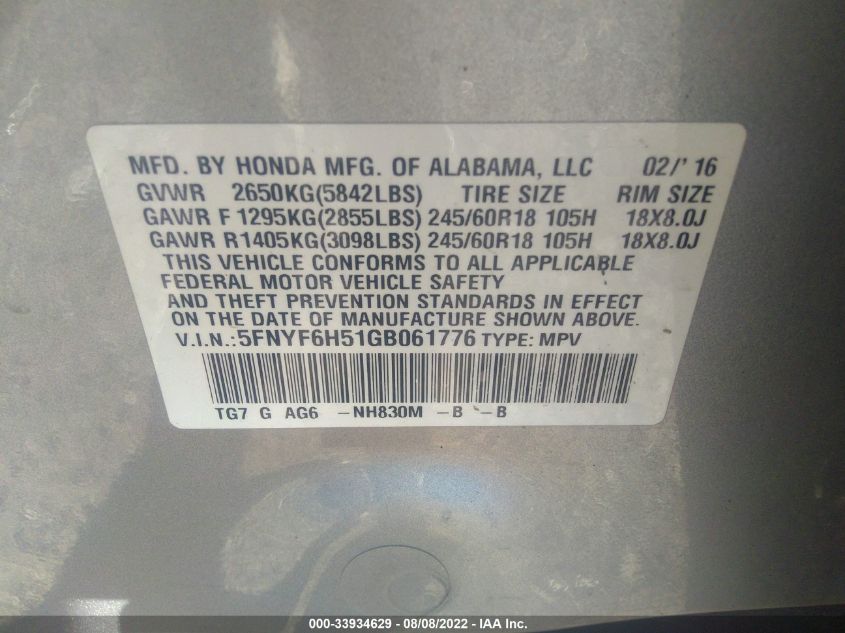 MFD. BY HONDA MFG. OF ALABAMA, LLC 02/'16
GVWR 2650KG(5842LBS) TIRE SIZE RIM SIZE
GAWR F 1295KG(2855LBS) 245/60R18 105H 18X8.0J
GAWR R1405KG(3098LBS) 245/60R18 105H 18X8.0J
THIS VEHICLE CONFORMS TO ALL APPLICABLE
FEDERAL MOTOR VEHICLE SAFETY
AND THEFT PREVENTION STANDARDS IN EFFECT
ON THE DATE OF MANUFACTURE SHOWN ABOVE.
V.I.N.:5FNYF6H51GB061776 TYPE: MPV
TG7 G AG6 -NH830M -B -B
000-33934629 - 08/08/2022 - IAA Inc.